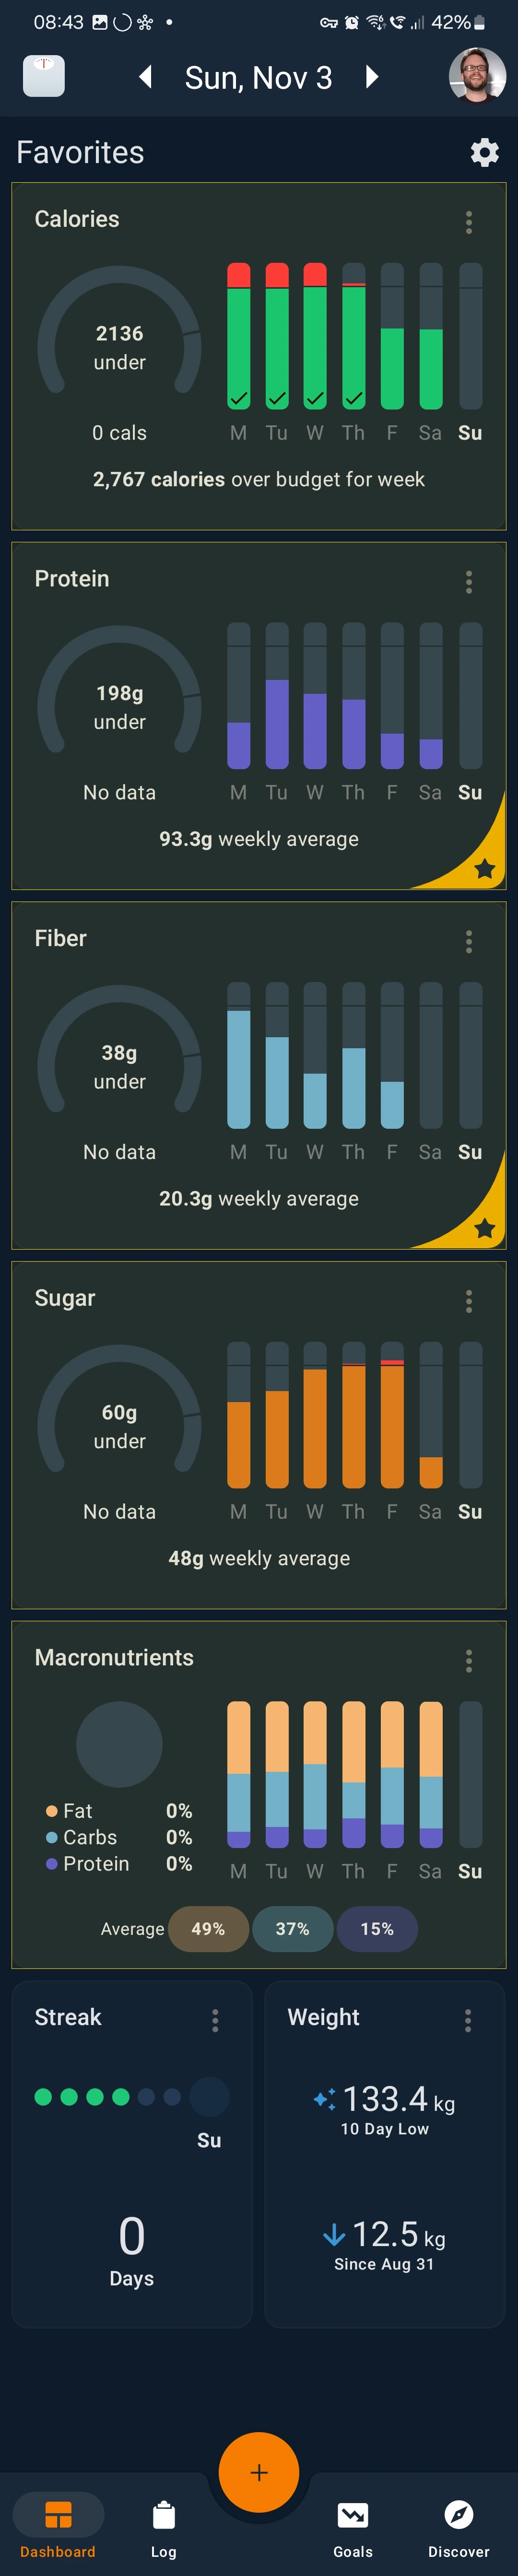 08:43
42%
Sun, Nov 3
Favorites
Calories
2136
under
0 cals
M Tu W Th F Sa Su
2,767 calories over budget for week
Protein
198g
under
No data
M Tu W Th F Sa Su
93.3g weekly average
Fiber
38g
under
No data
M Tu W Th F Sa Su
20.3g weekly average
Sugar
60g
under
No data
M Tu W Th F Sa Su
48g weekly average
Macronutrients
Fat 0%
Carbs 0%
Protein 0%
M Tu W Th F Sa Su
Average 49% 37% 15%
Streak
Su
0
Days
Weight
133.4 kg
10 Day Low
12.5 kg
Since Aug 31
+
Dashboard
Log
Goals
Discover